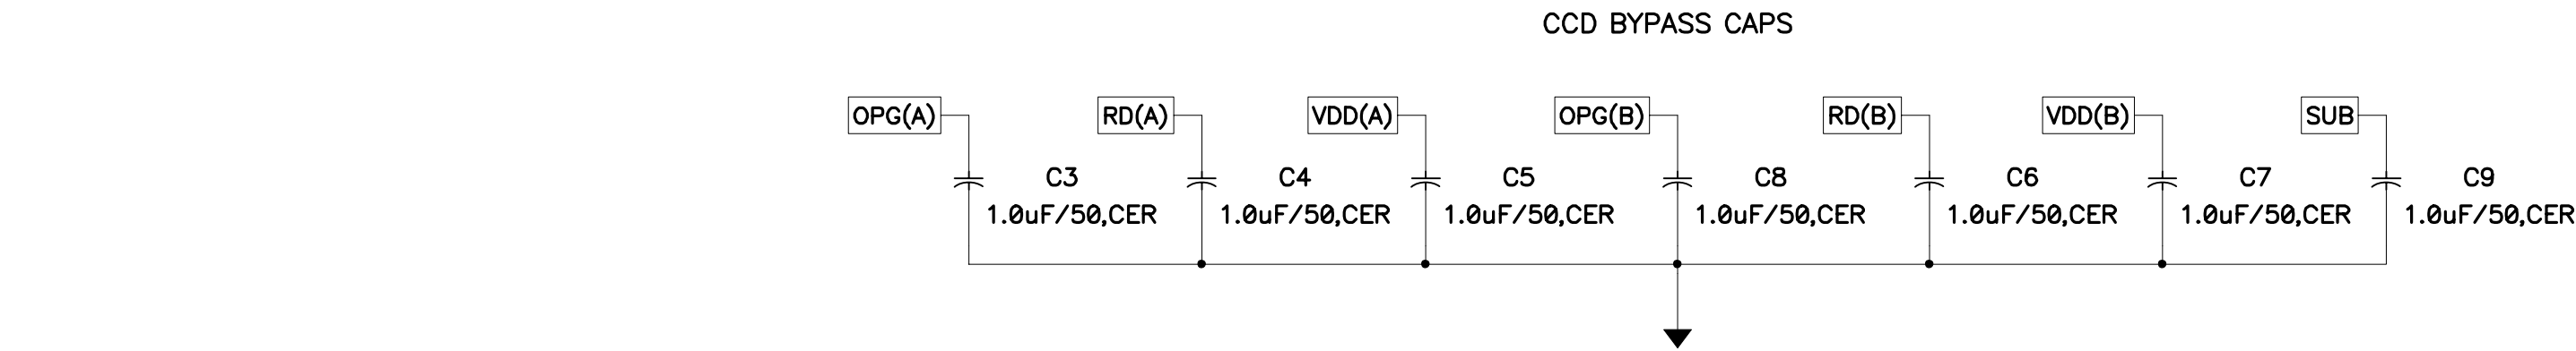 CCD BYPASS CAPS
OPG(A) RD(A) VDD(A) OPG(B) RD(B) VDD(B) SUB
C3 C4 C5 C8 C6 C7 C9
1.0uF/50,CER 1.0uF/50,CER 1.0uF/50,CER 1.0uF/50,CER 1.0uF/50,CER 1.0uF/50,CER 1.0uF/50,CER